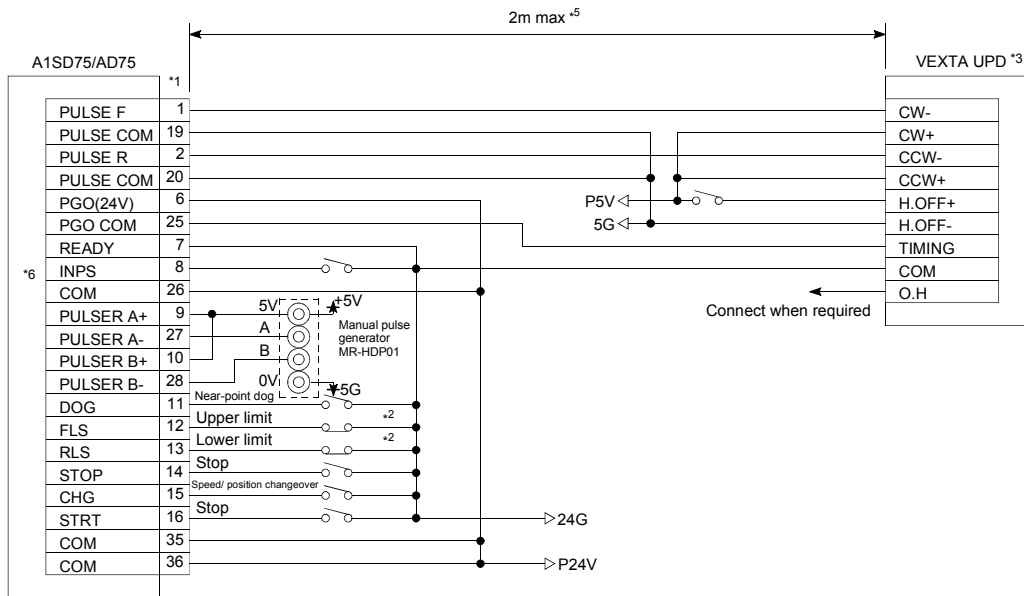 2m max *5
A1SD75/AD75
VEXTA UPD *3
*1
PULSE F 1 CW-
PULSE COM 19 CW+
PULSE R 2 CCW-
PULSE COM 20 CCW+
PGO(24V) 6 P5V H.OFF+
PGO COM 25 5G H.OFF-
READY 7 TIMING
*6 INPS 8 COM
COM 26 O.H
Connect when required
PULSER A+ 9 5V +5V
PULSER A- 27 A
PULSER B+ 10 B
PULSER B- 28 0V +5G
Manual pulse
generator
MR-HDP01
DOG 11 Near-point dog
FLS 12 Upper limit *2
RLS 13 Lower limit *2
STOP 14 Stop
CHG 15 Speed/ position changeover
STRT 16 Stop 24G
COM 35
COM 36 P24V